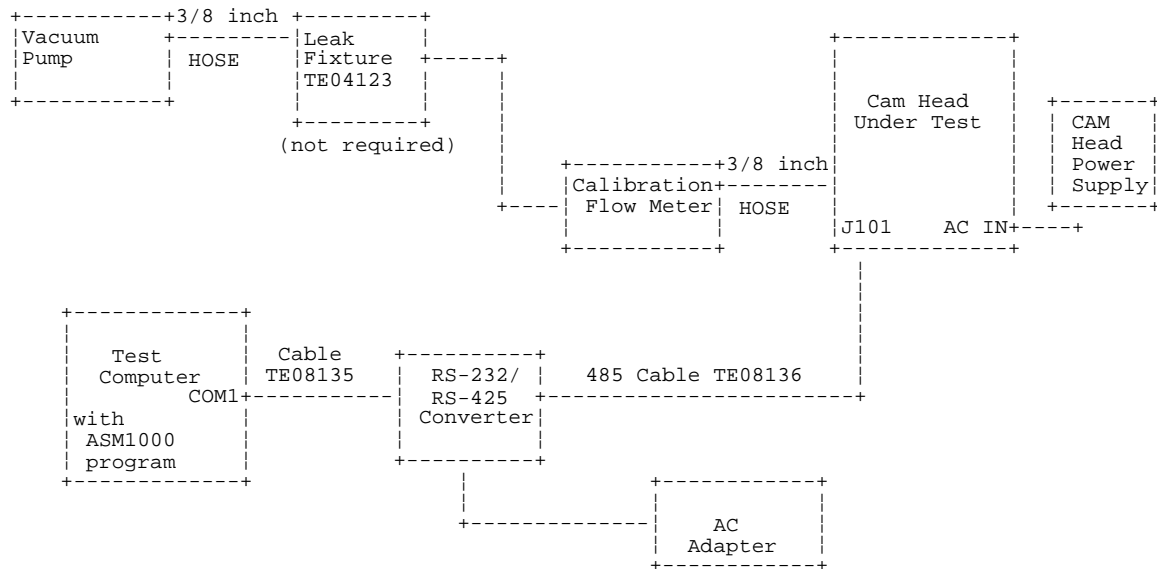 3/8 inch
Vacuum
Pump
HOSE
Leak
Fixture
TE04123
(not required)
Calibration
Flow Meter
3/8 inch
HOSE
Cam Head
Under Test
J101 AC IN
CAM
Head
Power
Supply
Test
Computer
COM1
with
ASM1000
program
Cable
TE08135
RS-232/
RS-425
Converter
485 Cable TE08136
AC
Adapter